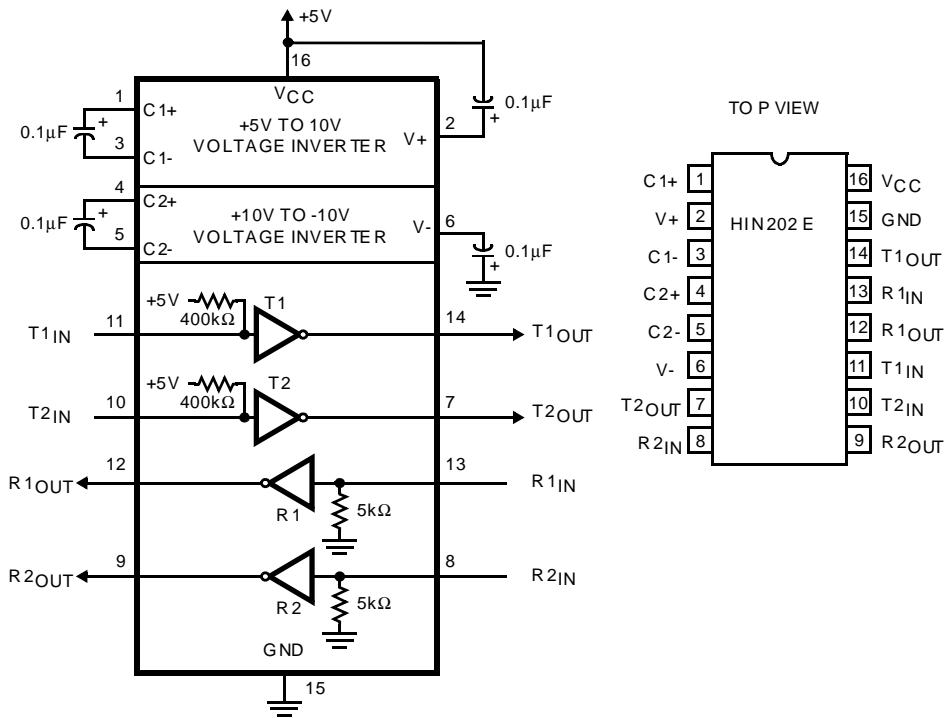 +5V
16
VCC
1
C1+
0.1µF
+
3
C1-
+5V TO 10V
VOLTAGE INVERTER
V+
2
0.1µF
+
4
C2+
0.1µF
+
5
C2-
+10V TO -10V
VOLTAGE INVERTER
V-
6
0.1µF
+
T1IN
11
+5V
400kΩ
T1
14
T1OUT
T2IN
10
+5V
400kΩ
T2
7
T2OUT
R1OUT
12
R1
5kΩ
13
R1IN
R2OUT
9
R2
5kΩ
8
R2IN
GND
15
TO P VIEW
HIN202 E
C1+ 1
V+ 2
C1- 3
C2+ 4
C2- 5
V- 6
T2OUT 7
R2IN 8
16 VCC
15 GND
14 T1OUT
13 R1IN
12 R1OUT
11 T1IN
10 T2IN
9 R2OUT